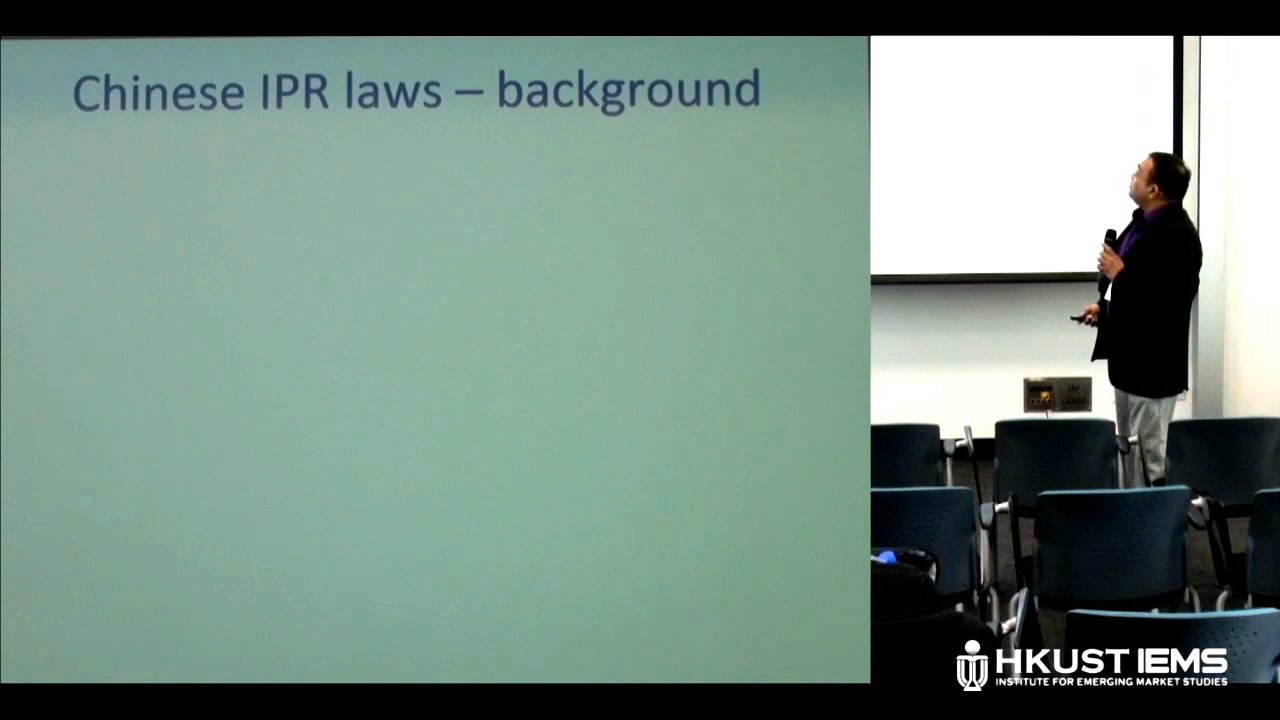 Chinese IPR laws – background
HKUST IEMS
INSTITUTE FOR EMERGING MARKET STUDIES